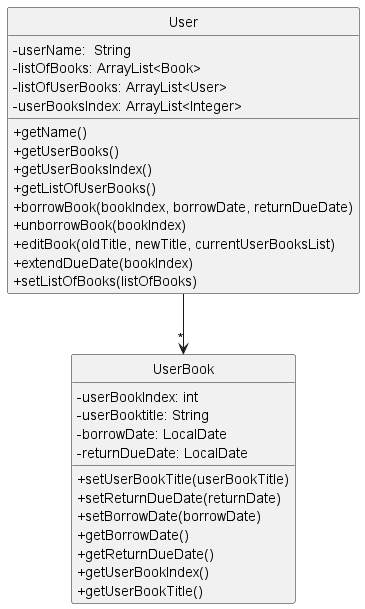 User
-userName:  String
-listOfBooks: ArrayList<Book>
-listOfUserBooks: ArrayList<User>
-userBooksIndex: ArrayList<Integer>
+getName()
+getUserBooks()
+getUserBooksIndex()
+getListOfUserBooks()
+borrowBook(bookIndex, borrowDate, returnDueDate)
+unborrowBook(bookIndex)
+editBook(oldTitle, newTitle, currentUserBooksList)
+extendDueDate(bookIndex)
+setListOfBooks(listOfBooks)
*
UserBook
-userBookIndex: int
-userBooktitle: String
-borrowDate: LocalDate
-returnDueDate: LocalDate
+setUserBookTitle(userBookTitle)
+setReturnDueDate(returnDate)
+setBorrowDate(borrowDate)
+getBorrowDate()
+getReturnDueDate()
+getUserBookIndex()
+getUserBookTitle()